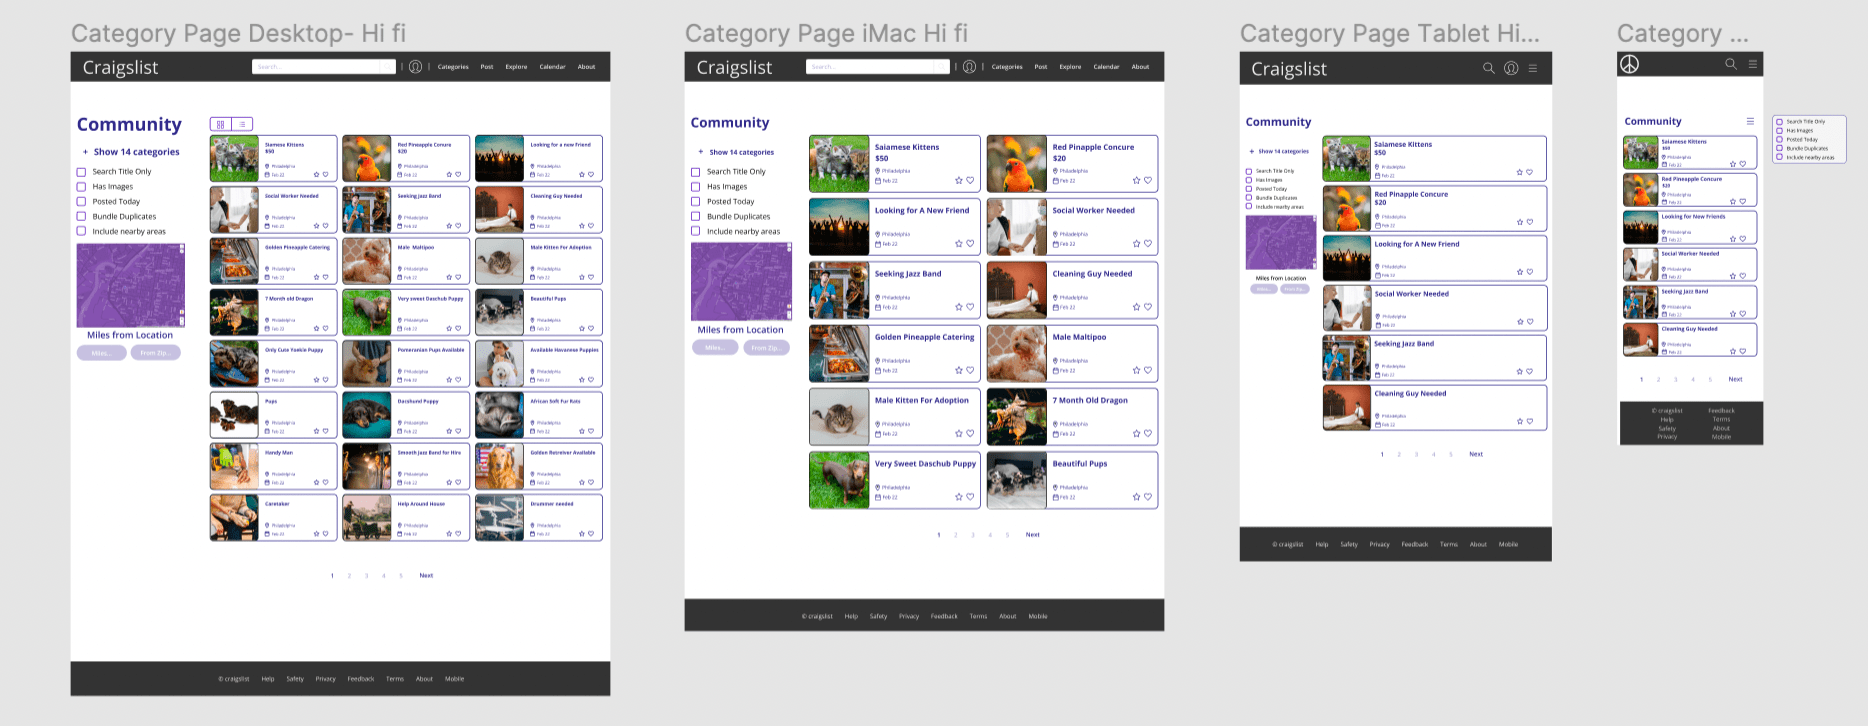 Category Page Desktop- Hi fi
Craigslist
Search...
Categories
Post
Explore
Calendar
About
Community
+ Show 14 categories
Search Title Only
Has Images
Posted Today
Bundle Duplicates
Include nearby areas
Miles from Location
Miles...
From Zip...
Siamese Kittens
$50
Philadelphia
Feb 22
Red Pinapple Conure
$20
Philadelphia
Feb 22
Looking for a new Friend
Philadelphia
Feb 22
Social Worker Needed
Philadelphia
Feb 22
Seeking Jazz Band
Philadelphia
Feb 22
Cleaning Guy Needed
Philadelphia
Feb 22
Golden Pineapple Catering
Philadelphia
Feb 22
Male Maltipoo
Philadelphia
Feb 22
Male Kitten For Adoption
Philadelphia
Feb 22
7 Month old Dragon
Philadelphia
Feb 22
Very sweet Daschub Puppy
Philadelphia
Feb 22
Beautiful Pups
Philadelphia
Feb 22
Only Cute Yonkie Puppy
Philadelphia
Feb 22
Pomeranian Pups Available
Philadelphia
Feb 22
Available Havanese Puppies
Philadelphia
Feb 22
Pups
Philadelphia
Feb 22
Dacshund Puppy
Philadelphia
Feb 22
African Soft Fur Rats
Philadelphia
Feb 22
Handy Man
Philadelphia
Feb 22
Smooth Jazz Band for Hire
Philadelphia
Feb 22
Golden Retreiver Available
Philadelphia
Feb 22
Caretaker
Philadelphia
Feb 22
Help Around House
Philadelphia
Feb 22
Drummer needed
Philadelphia
Feb 22
1 2 3 4 5 Next
© craigslist Help Safety Privacy Feedback Terms About Mobile
Category Page iMac Hi fi
Craigslist
Search...
Categories
Post
Explore
Calendar
About
Community
+ Show 14 categories
Search Title Only
Has Images
Posted Today
Bundle Duplicates
Include nearby areas
Miles from Location
Miles...
From Zip...
Saiamese Kittens
$50
Philadelphia
Feb 22
Red Pinapple Concure
$20
Philadelphia
Feb 22
Looking for A New Friend
Philadelphia
Feb 22
Social Worker Needed
Philadelphia
Feb 22
Seeking Jazz Band
Philadelphia
Feb 22
Cleaning Guy Needed
Philadelphia
Feb 22
Golden Pineapple Catering
Philadelphia
Feb 22
Male Maltipoo
Philadelphia
Feb 22
Male Kitten For Adoption
Philadelphia
Feb 22
7 Month Old Dragon
Philadelphia
Feb 22
Very Sweet Daschub Puppy
Philadelphia
Feb 22
Beautiful Pups
Philadelphia
Feb 22
1 2 3 4 5 Next
© craigslist Help Safety Privacy Feedback Terms About Mobile
Category Page Tablet Hi...
Craigslist
Community
+ Show 14 categories
Search Title Only
Has Images
Posted Today
Bundle Duplicates
Include nearby areas
Miles from Location
Miles...
From Zip...
Saiamese Kittens
$50
Philadelphia
Feb 22
Red Pinapple Concure
$20
Philadelphia
Feb 22
Looking for A New Friend
Philadelphia
Feb 22
Social Worker Needed
Philadelphia
Feb 22
Seeking Jazz Band
Philadelphia
Feb 22
Cleaning Guy Needed
Philadelphia
Feb 22
1 2 3 4 5 Next
© craigslist Help Safety Privacy Feedback Terms About Mobile
Category ...
Community
Saiamese Kittens
$50
Philadelphia
Feb 22
Red Pinapple Concure
$20
Philadelphia
Feb 22
Looking for New Friends
Philadelphia
Feb 22
Social Worker Needed
Philadelphia
Feb 22
Seeking Jazz Band
Philadelphia
Feb 22
Cleaning Guy Needed
Philadelphia
Feb 22
1 2 3 4 5 Next
© craigslist Feedback
Help Terms
Safety About
Privacy Mobile
Search Title Only
Has Images
Posted Today
Bundle Duplicates
Include nearby areas